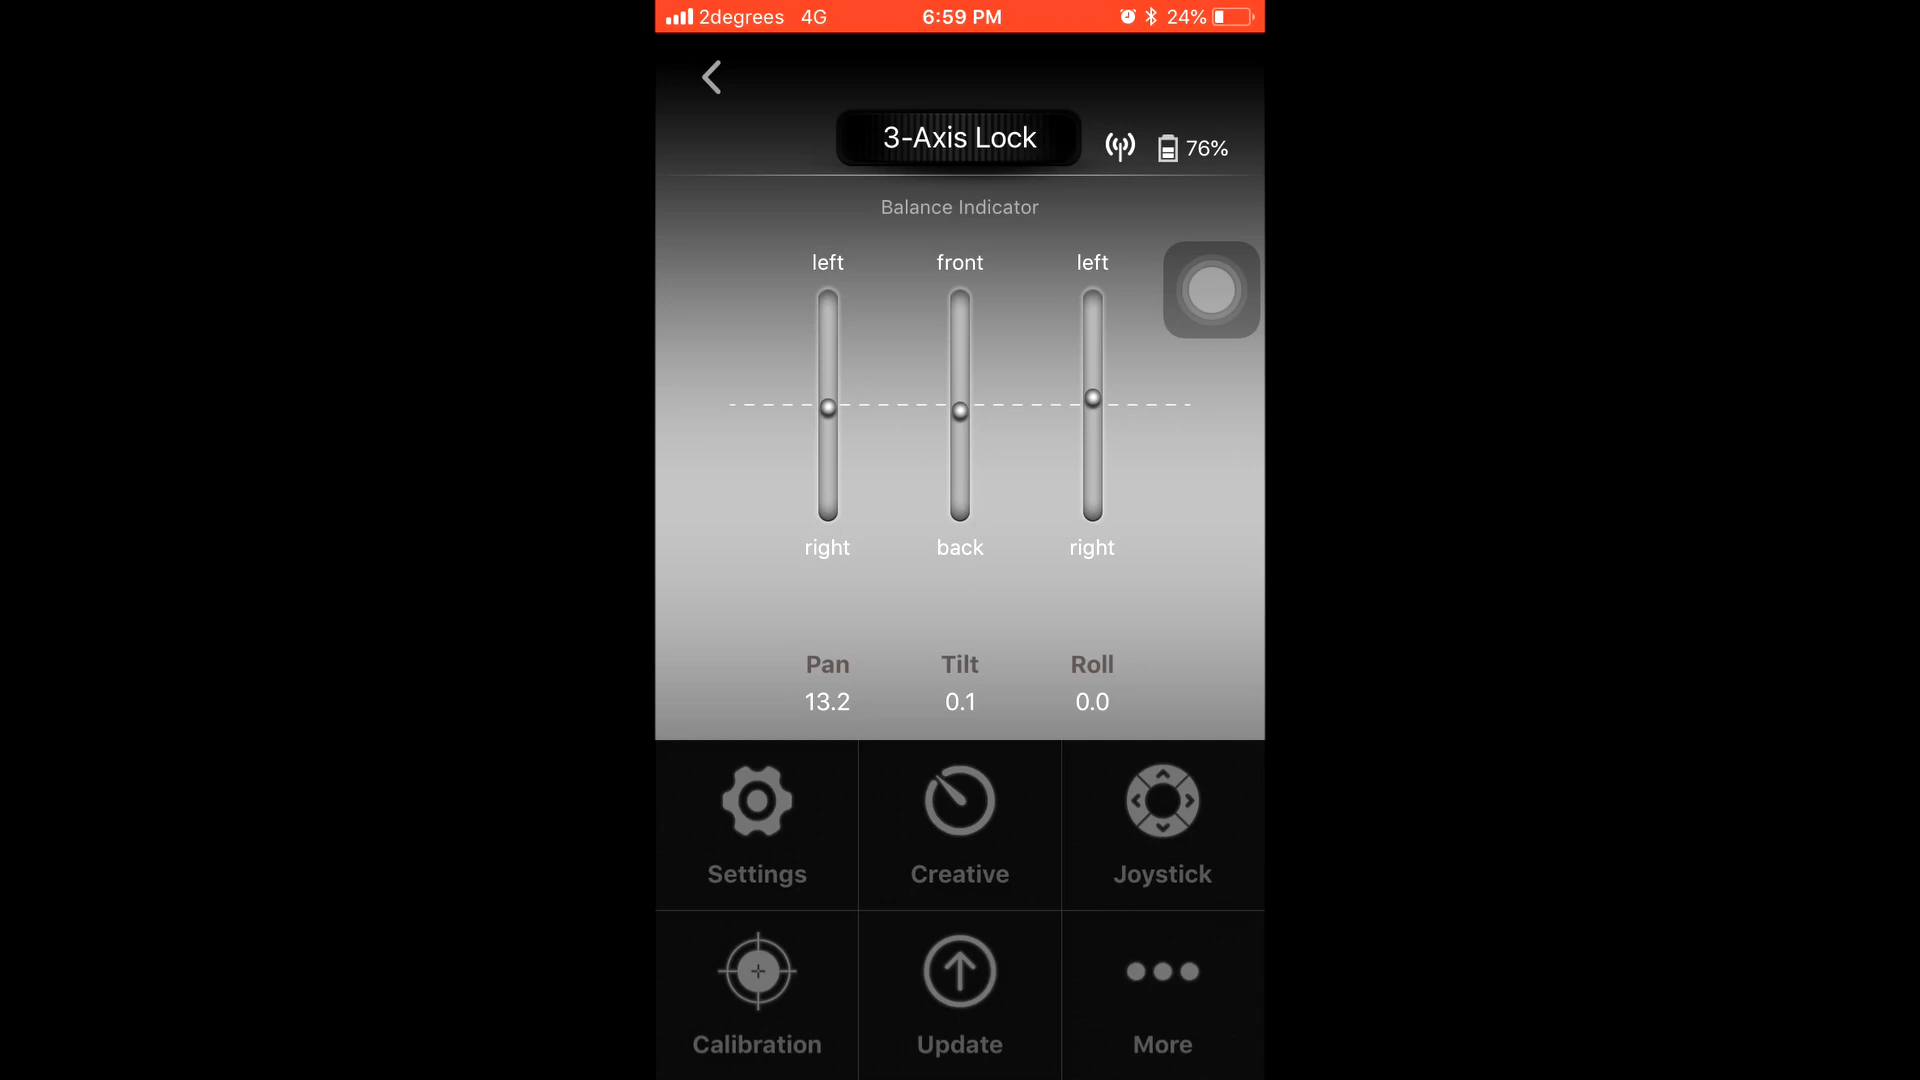 2degrees 4G 6:59 PM 24%
3-Axis Lock 76%
Balance Indicator
left front left
right back right
Pan Tilt Roll
13.2 0.1 0.0
Settings Creative Joystick
Calibration Update More